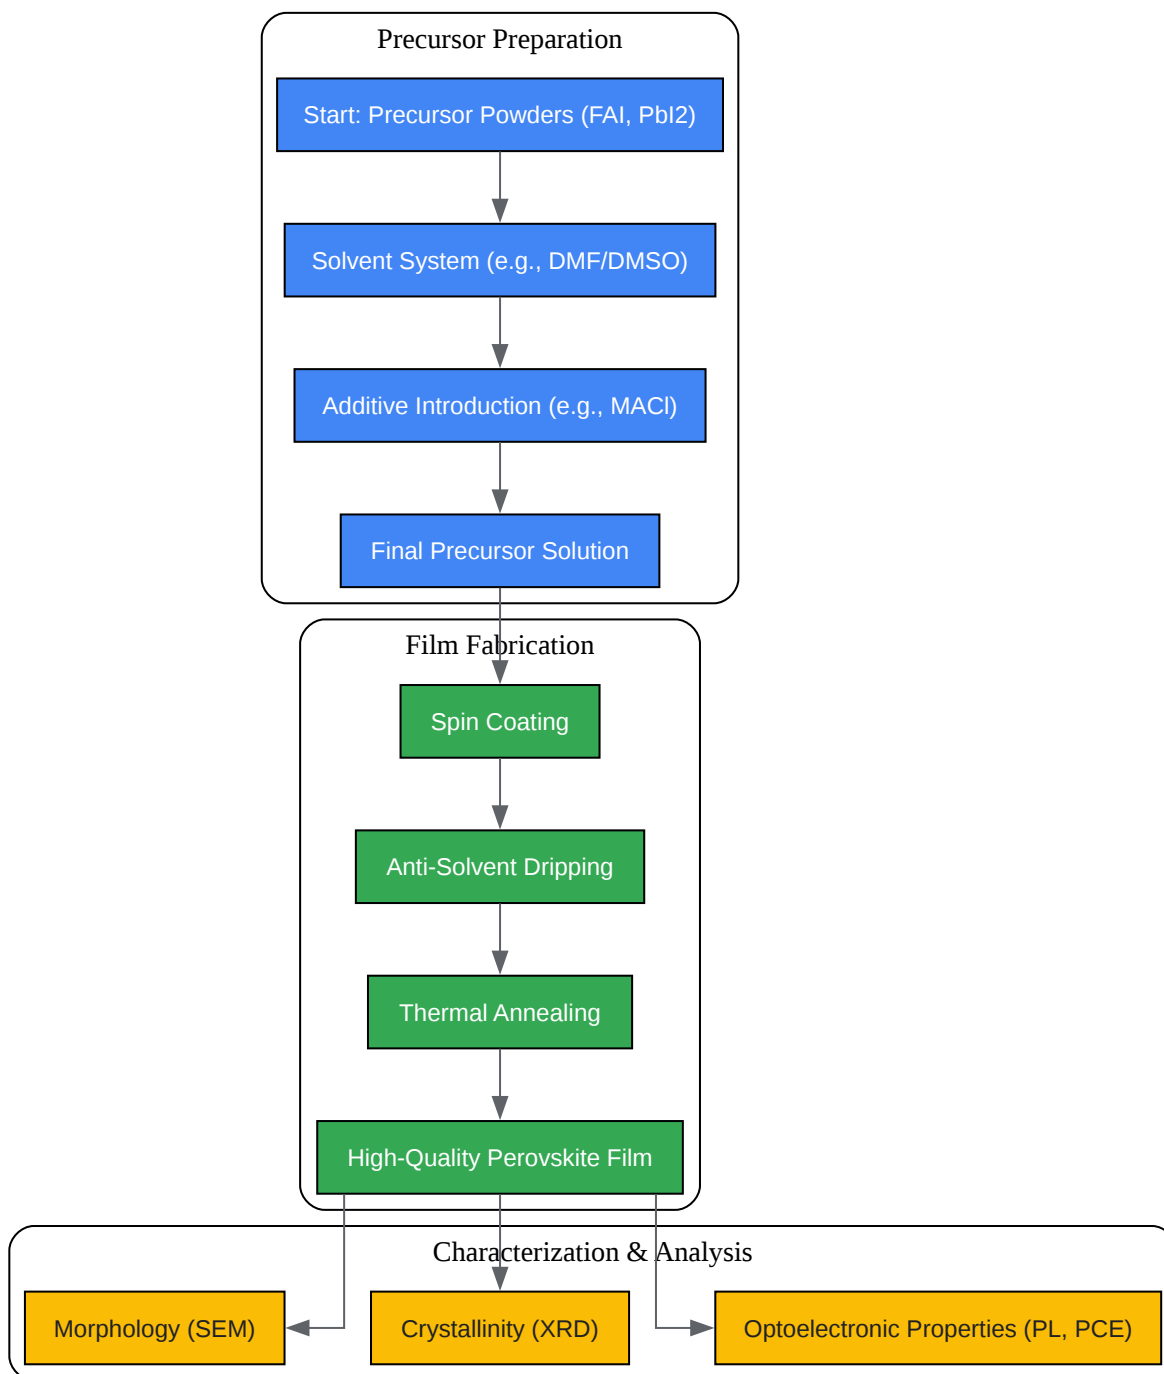 Precursor Preparation
Start: Precursor Powders (FAI, PbI2)
Solvent System (e.g., DMF/DMSO)
Additive Introduction (e.g., MACl)
Final Precursor Solution
Film Fabrication
Spin Coating
Anti-Solvent Dripping
Thermal Annealing
High-Quality Perovskite Film
Characterization & Analysis
Morphology (SEM)
Crystallinity (XRD)
Optoelectronic Properties (PL, PCE)